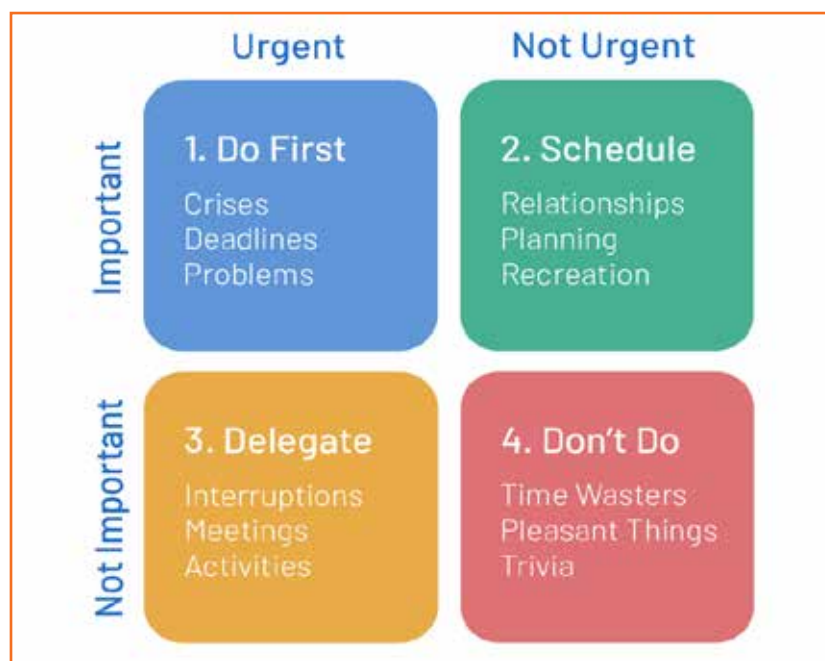 Urgent
Not Urgent
Important
1. Do First
Crises
Deadlines
Problems
2. Schedule
Relationships
Planning
Recreation
Not Important
3. Delegate
Interruptions
Meetings
Activities
4. Don't Do
Time Wasters
Pleasant Things
Trivia